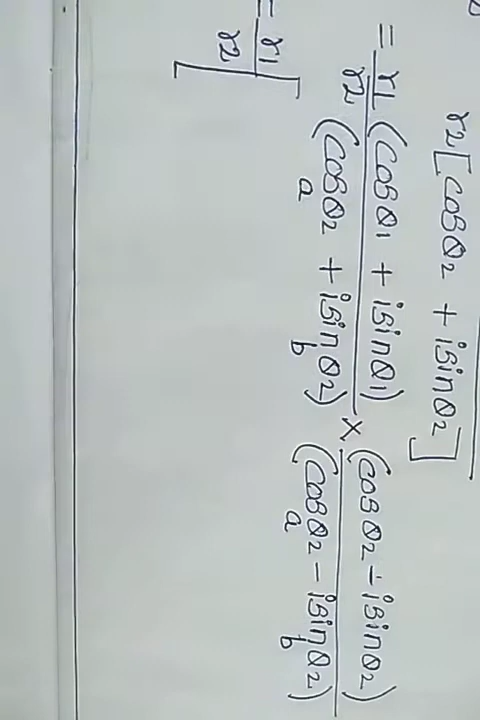 r2[cosθ2 + isinθ2]
= r1 (cosθ1 + isinθ1) × (cosθ2 - isinθ2)
r2 (cosθ2 + isinθ2) (cosθ2 - isinθ2)
a b a b
= r1 [
r2